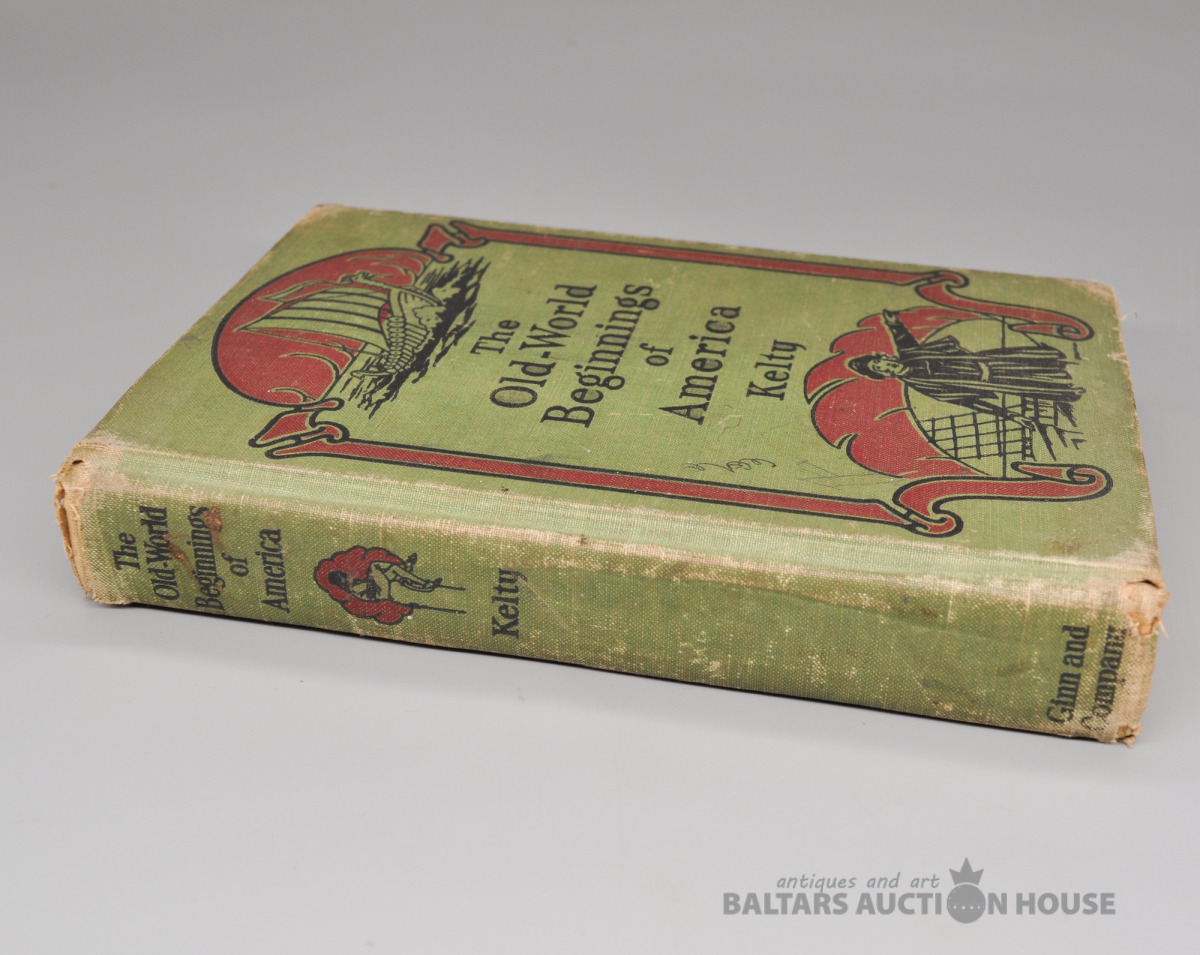 The
Old-World
Beginnings
of
America
Kelty
The
Old-World
Beginnings
of
America
Kelty
Ginn and
Company
antiques and art
BALTARS AUCTION HOUSE